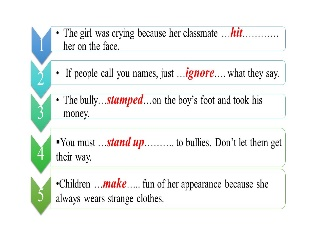 1
• The girl was crying because her classmate …hit…………
her on the face.
2
• If people call you names, just …ignore…. what they say.
3
• The bully…stamped…on the boy's foot and took his
money.
4
•You must …stand up……….. to bullies. Don't let them get
their way.
5
•Children …make….. fun of her appearance because she
always wears strange clothes.